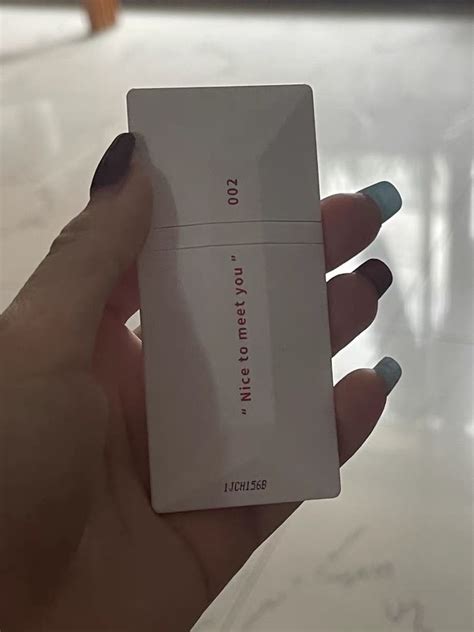 002
" Nice to meet you "
1JCH156B